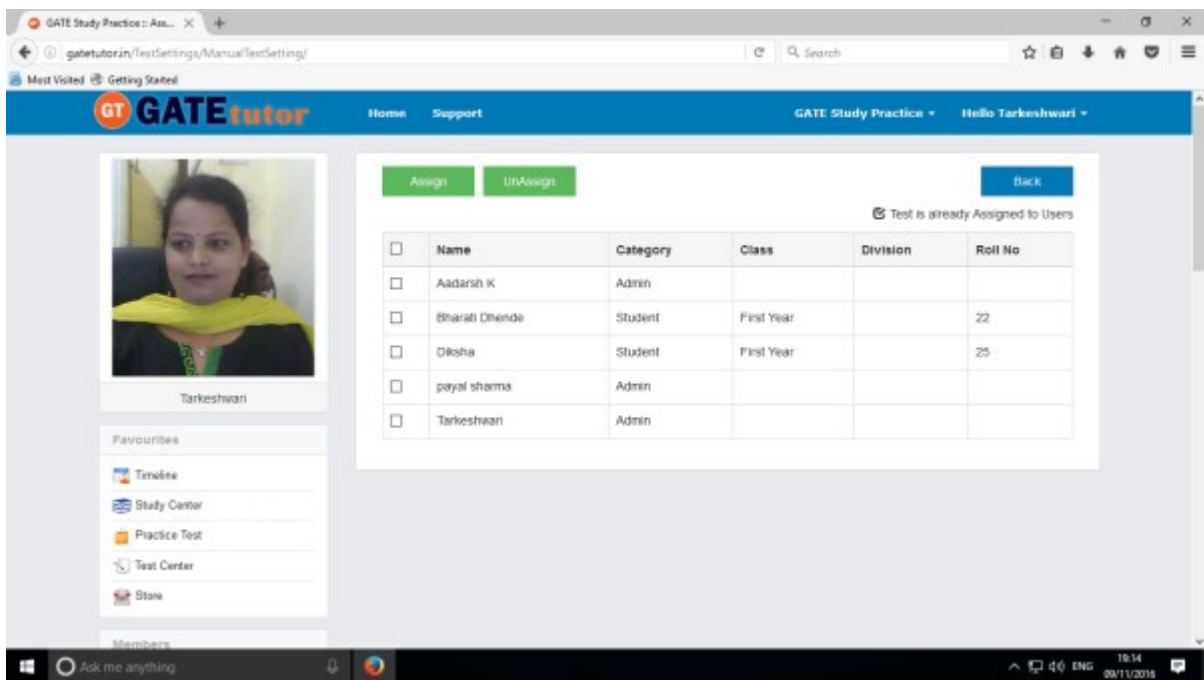 GATE Study Practice :: Ass...
gatetutor.in/TestSettings/ManualTestSetting/
Search
Most Visited Getting Started
GT GATEtutor Home Support GATE Study Practice Hello Tarkeshwari
Assign UnAssign Back
Test is already Assigned to Users
Name Category Class Division Roll No
Aadarsh K Admin
Bharati Dhende Student First Year 22
Diksha Student First Year 25
payal sharma Admin
Tarkeshwari Admin
Tarkeshwari
Favourites
Timeline
Study Center
Practice Test
Test Center
Store
Members
Ask me anything
ENG 19:14
09/11/2016